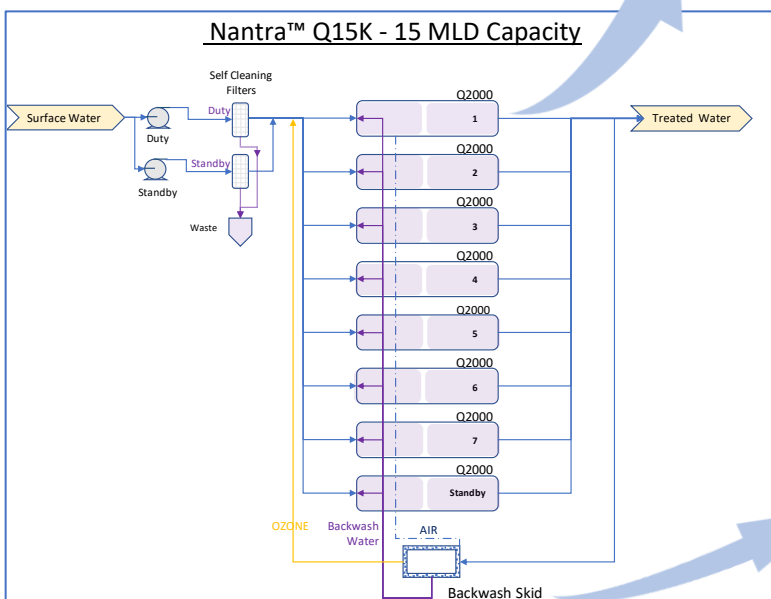 Nantra™ Q15K - 15 MLD Capacity
Self Cleaning
Filters
Surface Water
Duty
Duty
Standby
Standby
Waste
Q2000
1
Q2000
2
Q2000
3
Q2000
4
Q2000
5
Q2000
6
Q2000
7
Q2000
Standby
Treated Water
OZONE
Backwash
Water
AIR
Backwash Skid